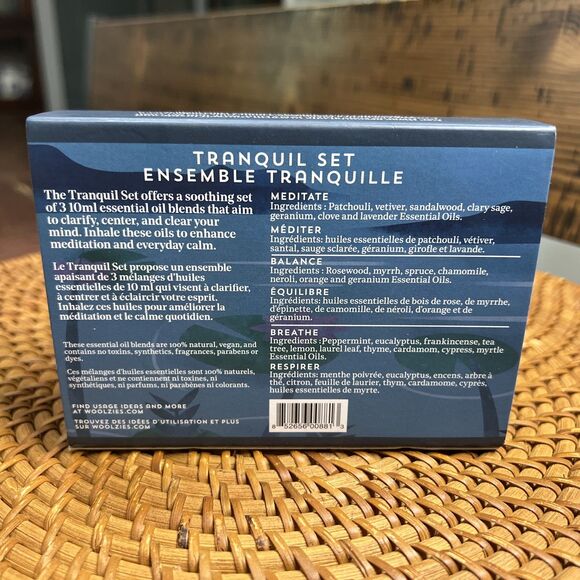 TRANQUIL SET
ENSEMBLE TRANQUILLE
The Tranquil Set offers a soothing set
of 3 10ml essential oil blends that aim
to clarify, center, and clear your
mind. Inhale these oils to enhance
meditation and everyday calm.
Le Tranquil Set propose un ensemble
apaisant de 3 mélanges d'huiles
essentielles de 10 ml qui visent à clarifier,
à centrer et à éclaircir votre esprit.
Inhalez ces huiles pour améliorer la
méditation et le calme quotidien.
These essential oil blends are 100% natural, vegan, and
contains no toxins, synthetics, fragrances, parabens or
dyes.
Ces mélanges d'huiles essentielles sont 100% naturels,
végétaliens et ne contiennent ni toxines, ni
synthétiques, ni parfums, ni parabènes ni colorants.
FIND USAGE IDEAS AND MORE
AT WOOLZIES.COM
TROUVEZ DES IDÉES D'UTILISATION ET PLUS
SUR WOOLZIES.COM
MEDITATE
Ingredients : Patchouli, vetiver, sandalwood, clary sage,
geranium, clove and lavender Essential Oils.
MÉDITER
Ingrédients: huiles essentielles de patchouli, vétiver,
santal, sauge sclarée, géranium, girofle et lavande.
BALANCE
Ingredients : Rosewood, myrrh, spruce, chamomile,
neroli, orange and geranium Essential Oils.
ÉQUILIBRE
Ingrédients: huiles essentielles de bois de rose, de myrrhe,
d'épinette, de camomille, de néroli, d'orange et de
géranium.
BREATHE
Ingredients :Peppermint, eucalyptus, frankincense, tea
tree, lemon, laurel leaf, thyme, cardamom, cypress, myrtle
Essential Oils.
RESPIRER
Ingrédients: menthe poivrée, eucalyptus, encens, arbre à
thé, citron, feuille de laurier, thym, cardamome, cyprès,
huiles essentielles de myrte.
8 52656 00881 3